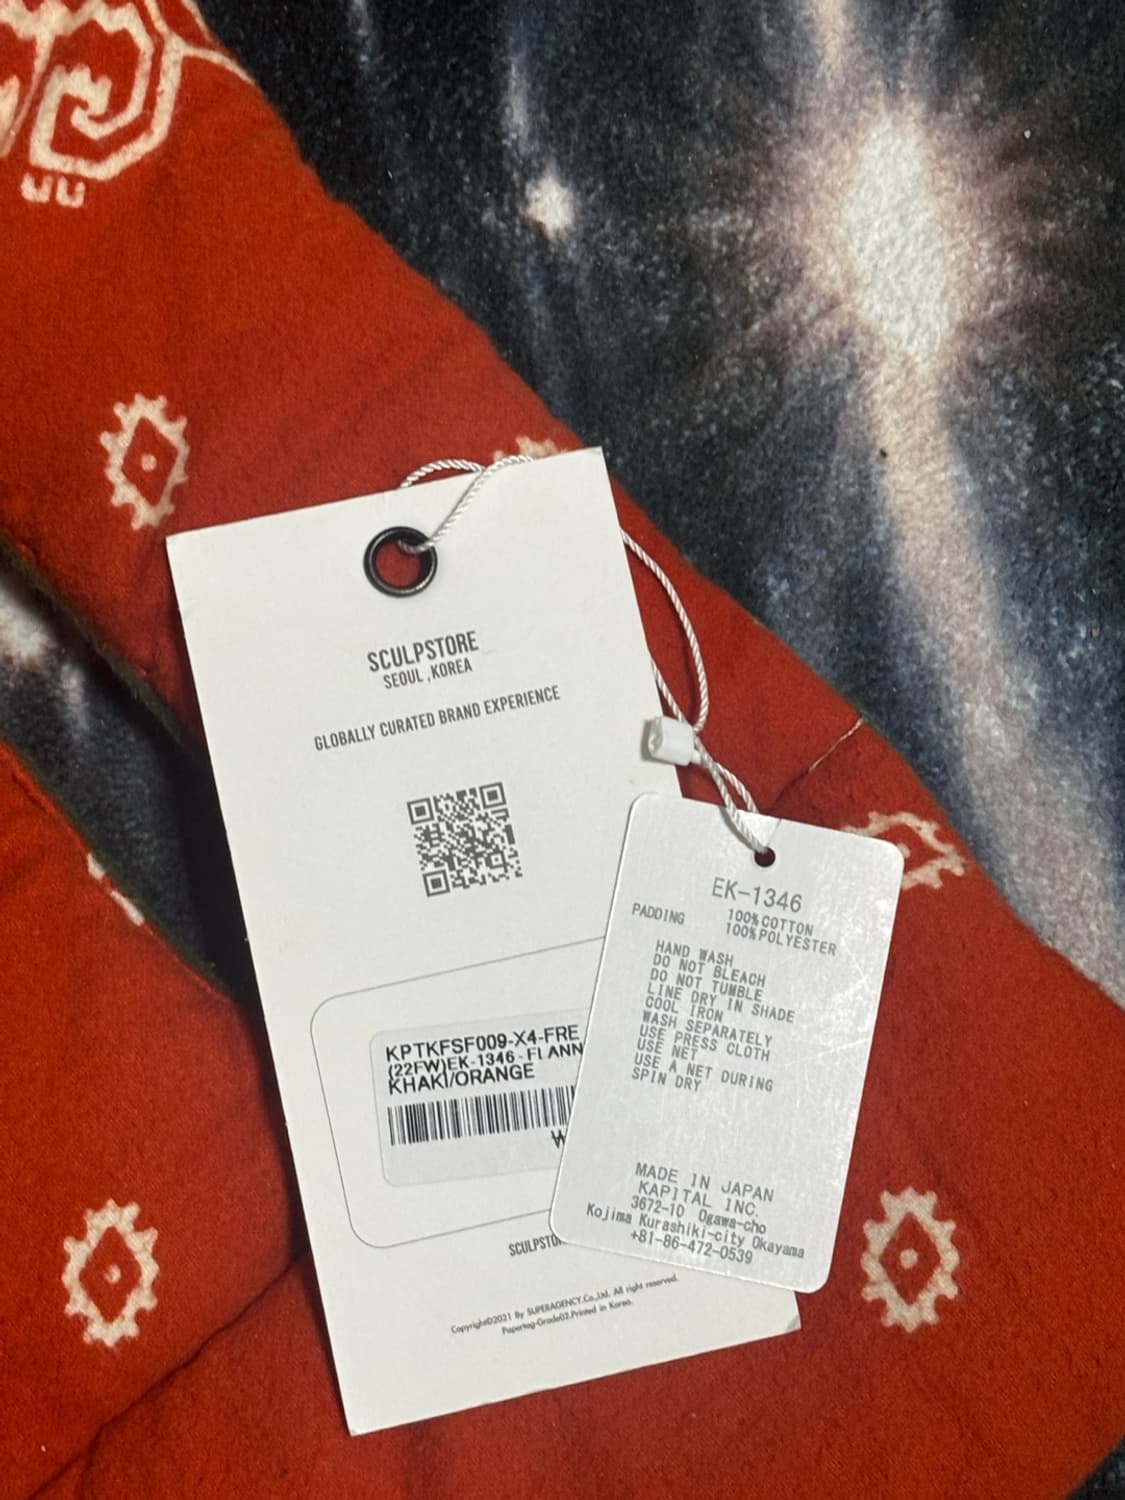 SCULPSTORE
SEOUL ,KOREA
GLOBALLY CURATED BRAND EXPERIENCE
KPTKFSF009-X4-FRE
(22FW)EK-1346 - FLANN
KHAKI/ORANGE
₩
SCULPSTO
Copyright©2021 By SUPERAGENCY.Co.,Ltd. All right reserved.
Papertag-Grade02.Printed in Korea.
EK-1346
100%COTTON
PADDING 100%POLYESTER
HAND WASH
DO NOT BLEACH
DO NOT TUMBLE
LINE DRY IN SHADE
COOL IRON
WASH SEPARATELY
USE PRESS CLOTH
USE NET
USE A NET DURING
SPIN DRY
MADE IN JAPAN
KAPITAL INC.
3672-10 Ogawa-cho
Kojima Kurashiki-city Okayama
+81-86-472-0539